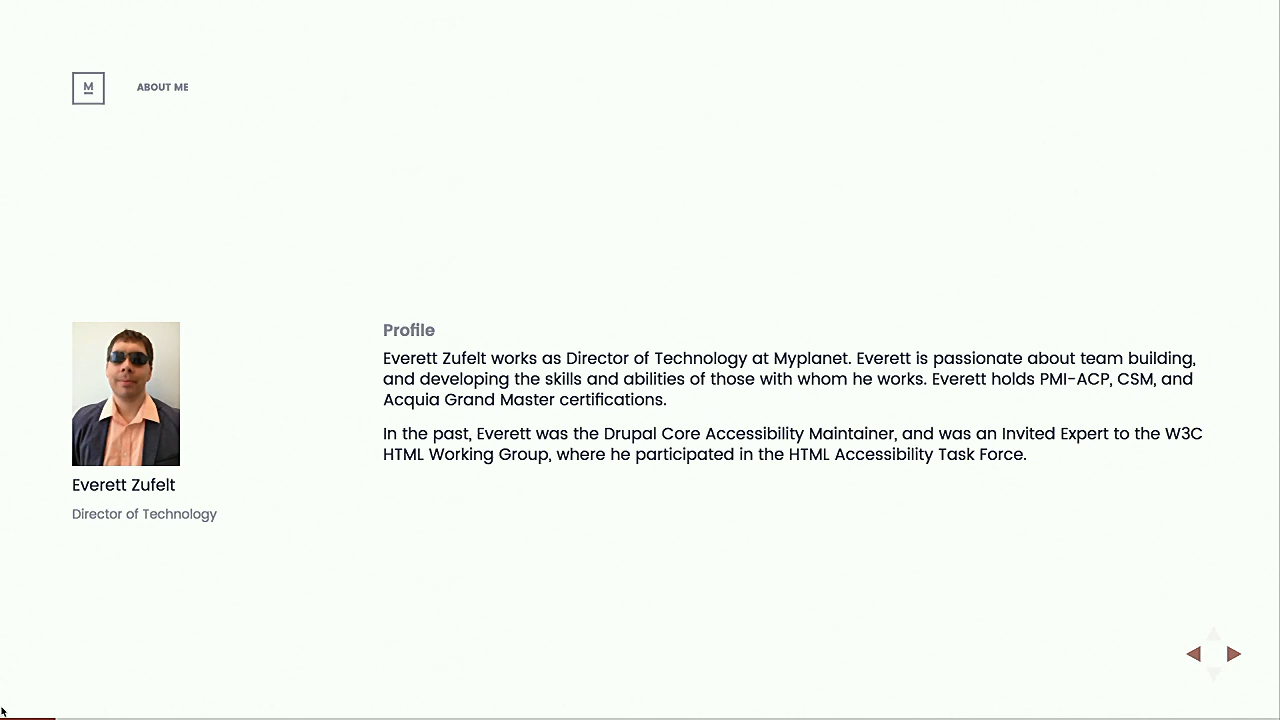 M
ABOUT ME
Profile
Everett Zufelt works as Director of Technology at Myplanet. Everett is passionate about team building,
and developing the skills and abilities of those with whom he works. Everett holds PMI-ACP, CSM, and
Acquia Grand Master certifications.
In the past, Everett was the Drupal Core Accessibility Maintainer, and was an Invited Expert to the W3C
HTML Working Group, where he participated in the HTML Accessibility Task Force.
Everett Zufelt
Director of Technology